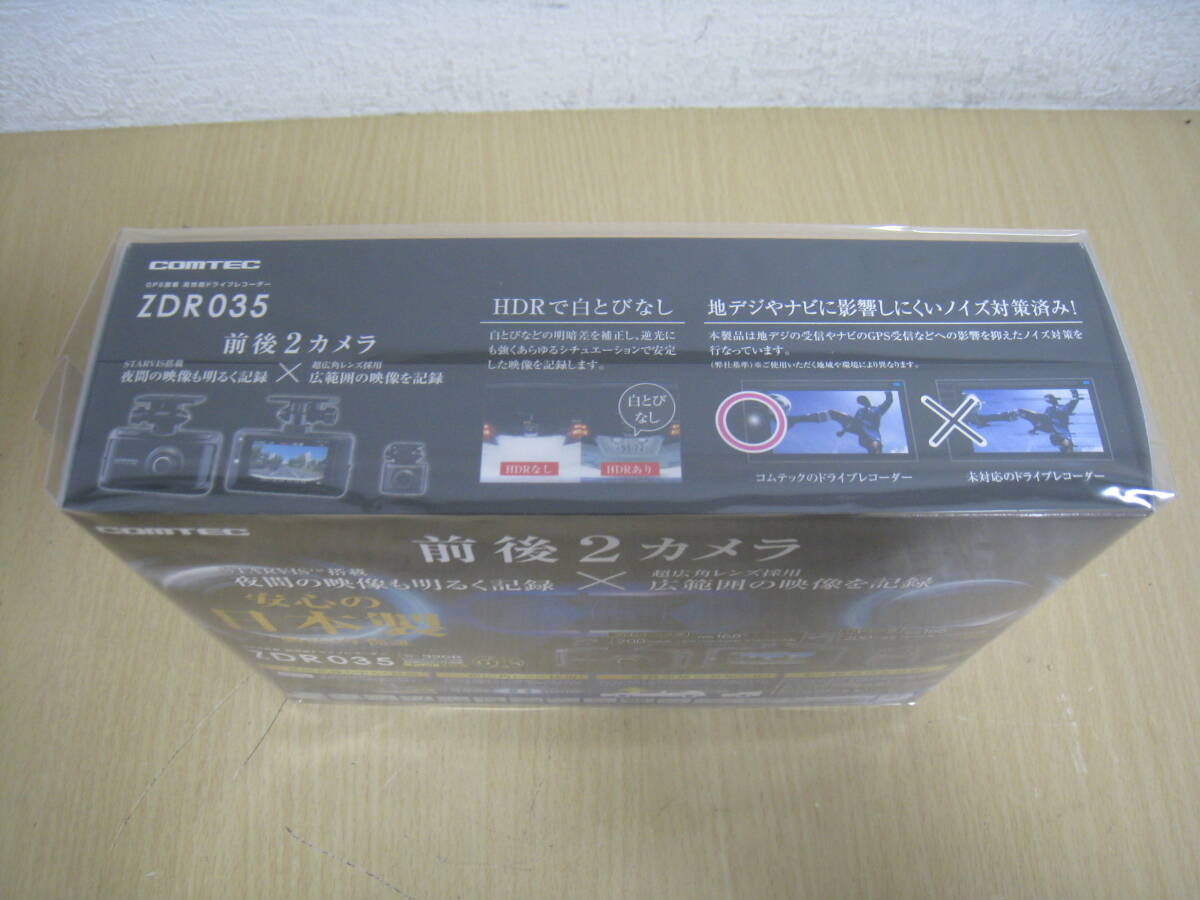 COMTEC
GPS搭載 高性能ドライブレコーダー
ZDR035
前後2カメラ
STARVIS搭載
夜間の映像も明るく記録
×
超広角レンズ採用
広範囲の映像を記録
HDRで白とびなし
白とびなどの明暗差を補正し、逆光に
も強くあらゆるシチュエーションで安定
した映像を記録します。
白とび
なし
HDRなし
HDRあり
地デジやナビに影響しにくいノイズ対策済み!
本製品は地デジの受信やナビのGPS受信などへの影響を抑えたノイズ対策を
行なっています。
(弊社基準)※ご使用いただく地域や環境により異なります。
コムテックのドライブレコーダー
未対応のドライブレコーダー
COMTEC
前後2カメラ
STARVIS™搭載
夜間の映像も明るく記録
×
超広角レンズ採用
広範囲の映像を記録
安心の
日本製
ZDR035